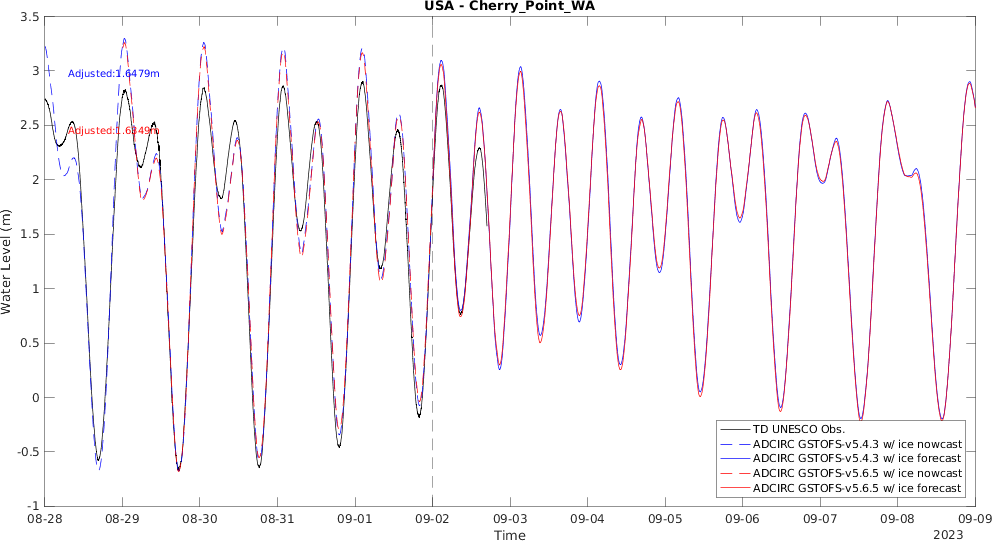 USA - Cherry_Point_WA
3.5
3
2.5
2
1.5
1
0.5
0
-0.5
-1
Water Level (m)
Adjusted:1.6479m
Adjusted:1.6349m
TD UNESCO Obs.
ADCIRC GSTOFS-v5.4.3 w/ ice nowcast
ADCIRC GSTOFS-v5.4.3 w/ ice forecast
ADCIRC GSTOFS-v5.6.5 w/ ice nowcast
ADCIRC GSTOFS-v5.6.5 w/ ice forecast
08-28 08-29 08-30 08-31 09-01 09-02 09-03 09-04 09-05 09-06 09-07 09-08 09-09
Time
2023